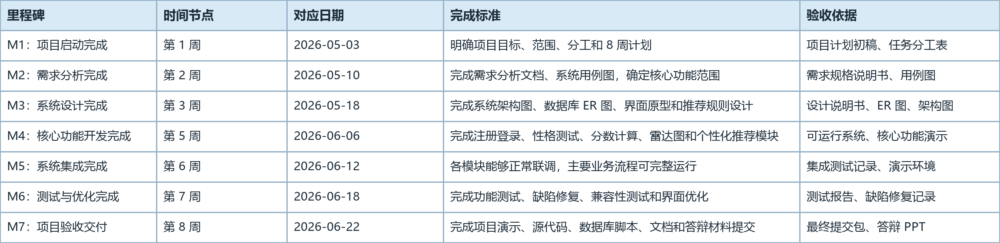 里程碑 时间节点 对应日期 完成标准 验收依据
M1：项目启动完成 第 1 周 2026-05-03 明确项目目标、范围、分工和 8 周计划 项目计划初稿、任务分工表
M2：需求分析完成 第 2 周 2026-05-10 完成需求分析文档、系统用例图，确定核心功能范围 需求规格说明书、用例图
M3：系统设计完成 第 3 周 2026-05-18 完成系统架构图、数据库 ER 图、界面原型和推荐规则设计 设计说明书、ER 图、架构图
M4：核心功能开发完成 第 5 周 2026-06-06 完成注册登录、性格测试、分数计算、雷达图和个性化推荐模块 可运行系统、核心功能演示
M5：系统集成完成 第 6 周 2026-06-12 各模块能够正常联调，主要业务流程可完整运行 集成测试记录、演示环境
M6：测试与优化完成 第 7 周 2026-06-18 完成功能测试、缺陷修复、兼容性测试和界面优化 测试报告、缺陷修复记录
M7：项目验收交付 第 8 周 2026-06-22 完成项目演示、源代码、数据库脚本、文档和答辩材料提交 最终提交包、答辩 PPT